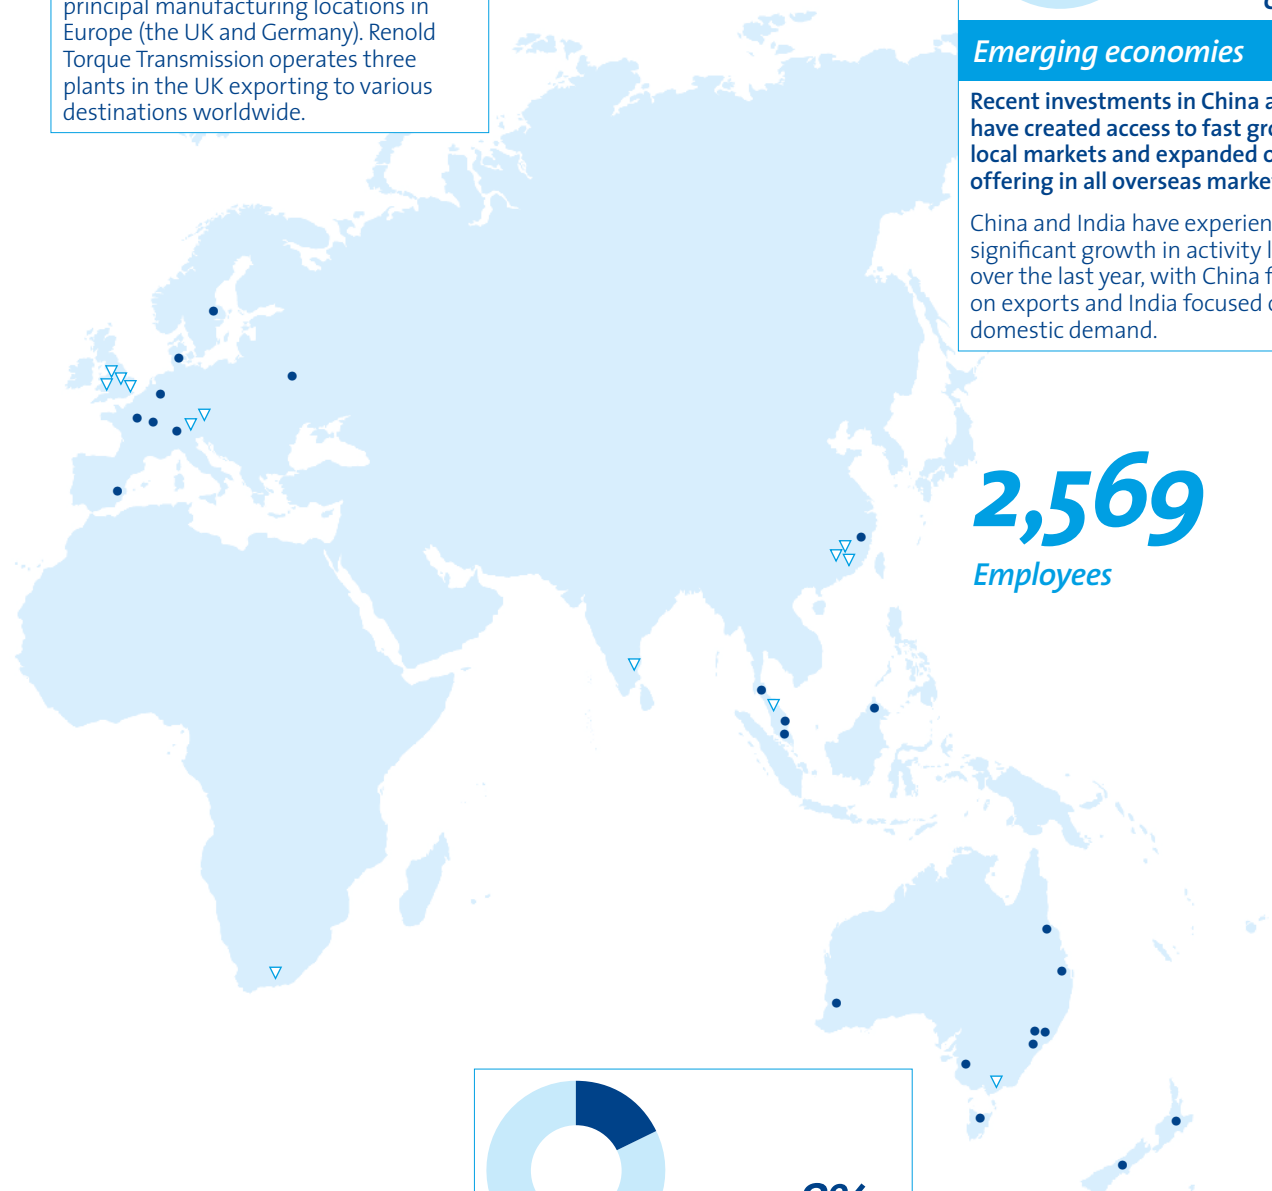 principal manufacturing locations in
Europe (the UK and Germany). Renold
Torque Transmission operates three
plants in the UK exporting to various
destinations worldwide.
Emerging economies
Recent investments in China
have created access to fast
local markets and expanded
offering in all overseas
China and India have
significant growth in activity
over the last year, with China
on exports and India focused
domestic demand.
2,569
Employees